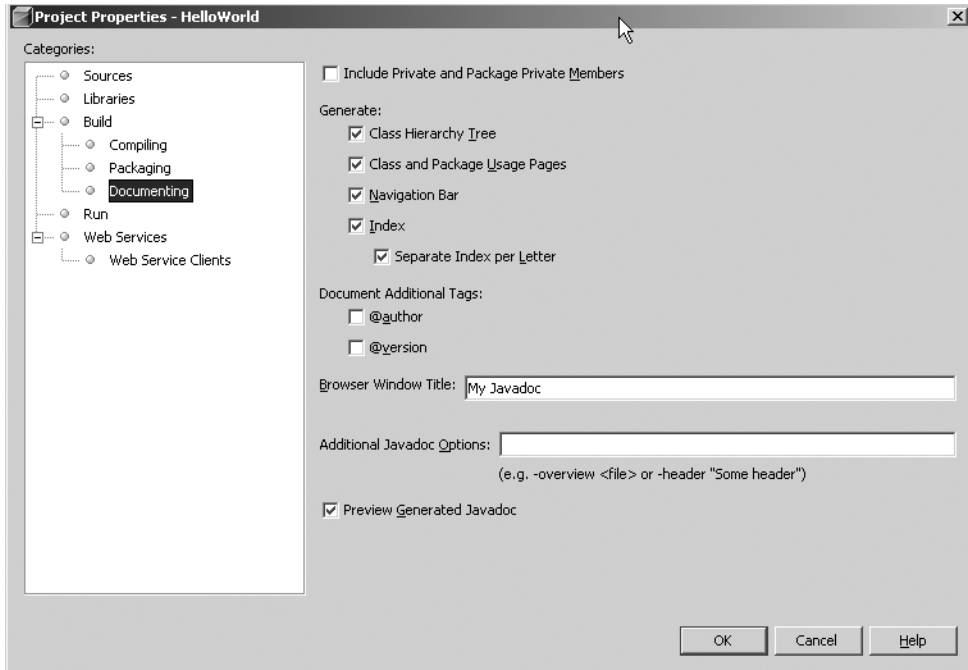 Project Properties - HelloWorld
Categories:
Sources
Libraries
Build
Compiling
Packaging
Documenting
Run
Web Services
Web Service Clients
Include Private and Package Private Members
Generate:
Class Hierarchy Tree
Class and Package Usage Pages
Navigation Bar
Index
Separate Index per Letter
Document Additional Tags:
@author
@version
Browser Window Title: My Javadoc
Additional Javadoc Options:
(e.g. -overview <file> or -header "Some header")
Preview Generated Javadoc
OK Cancel Help